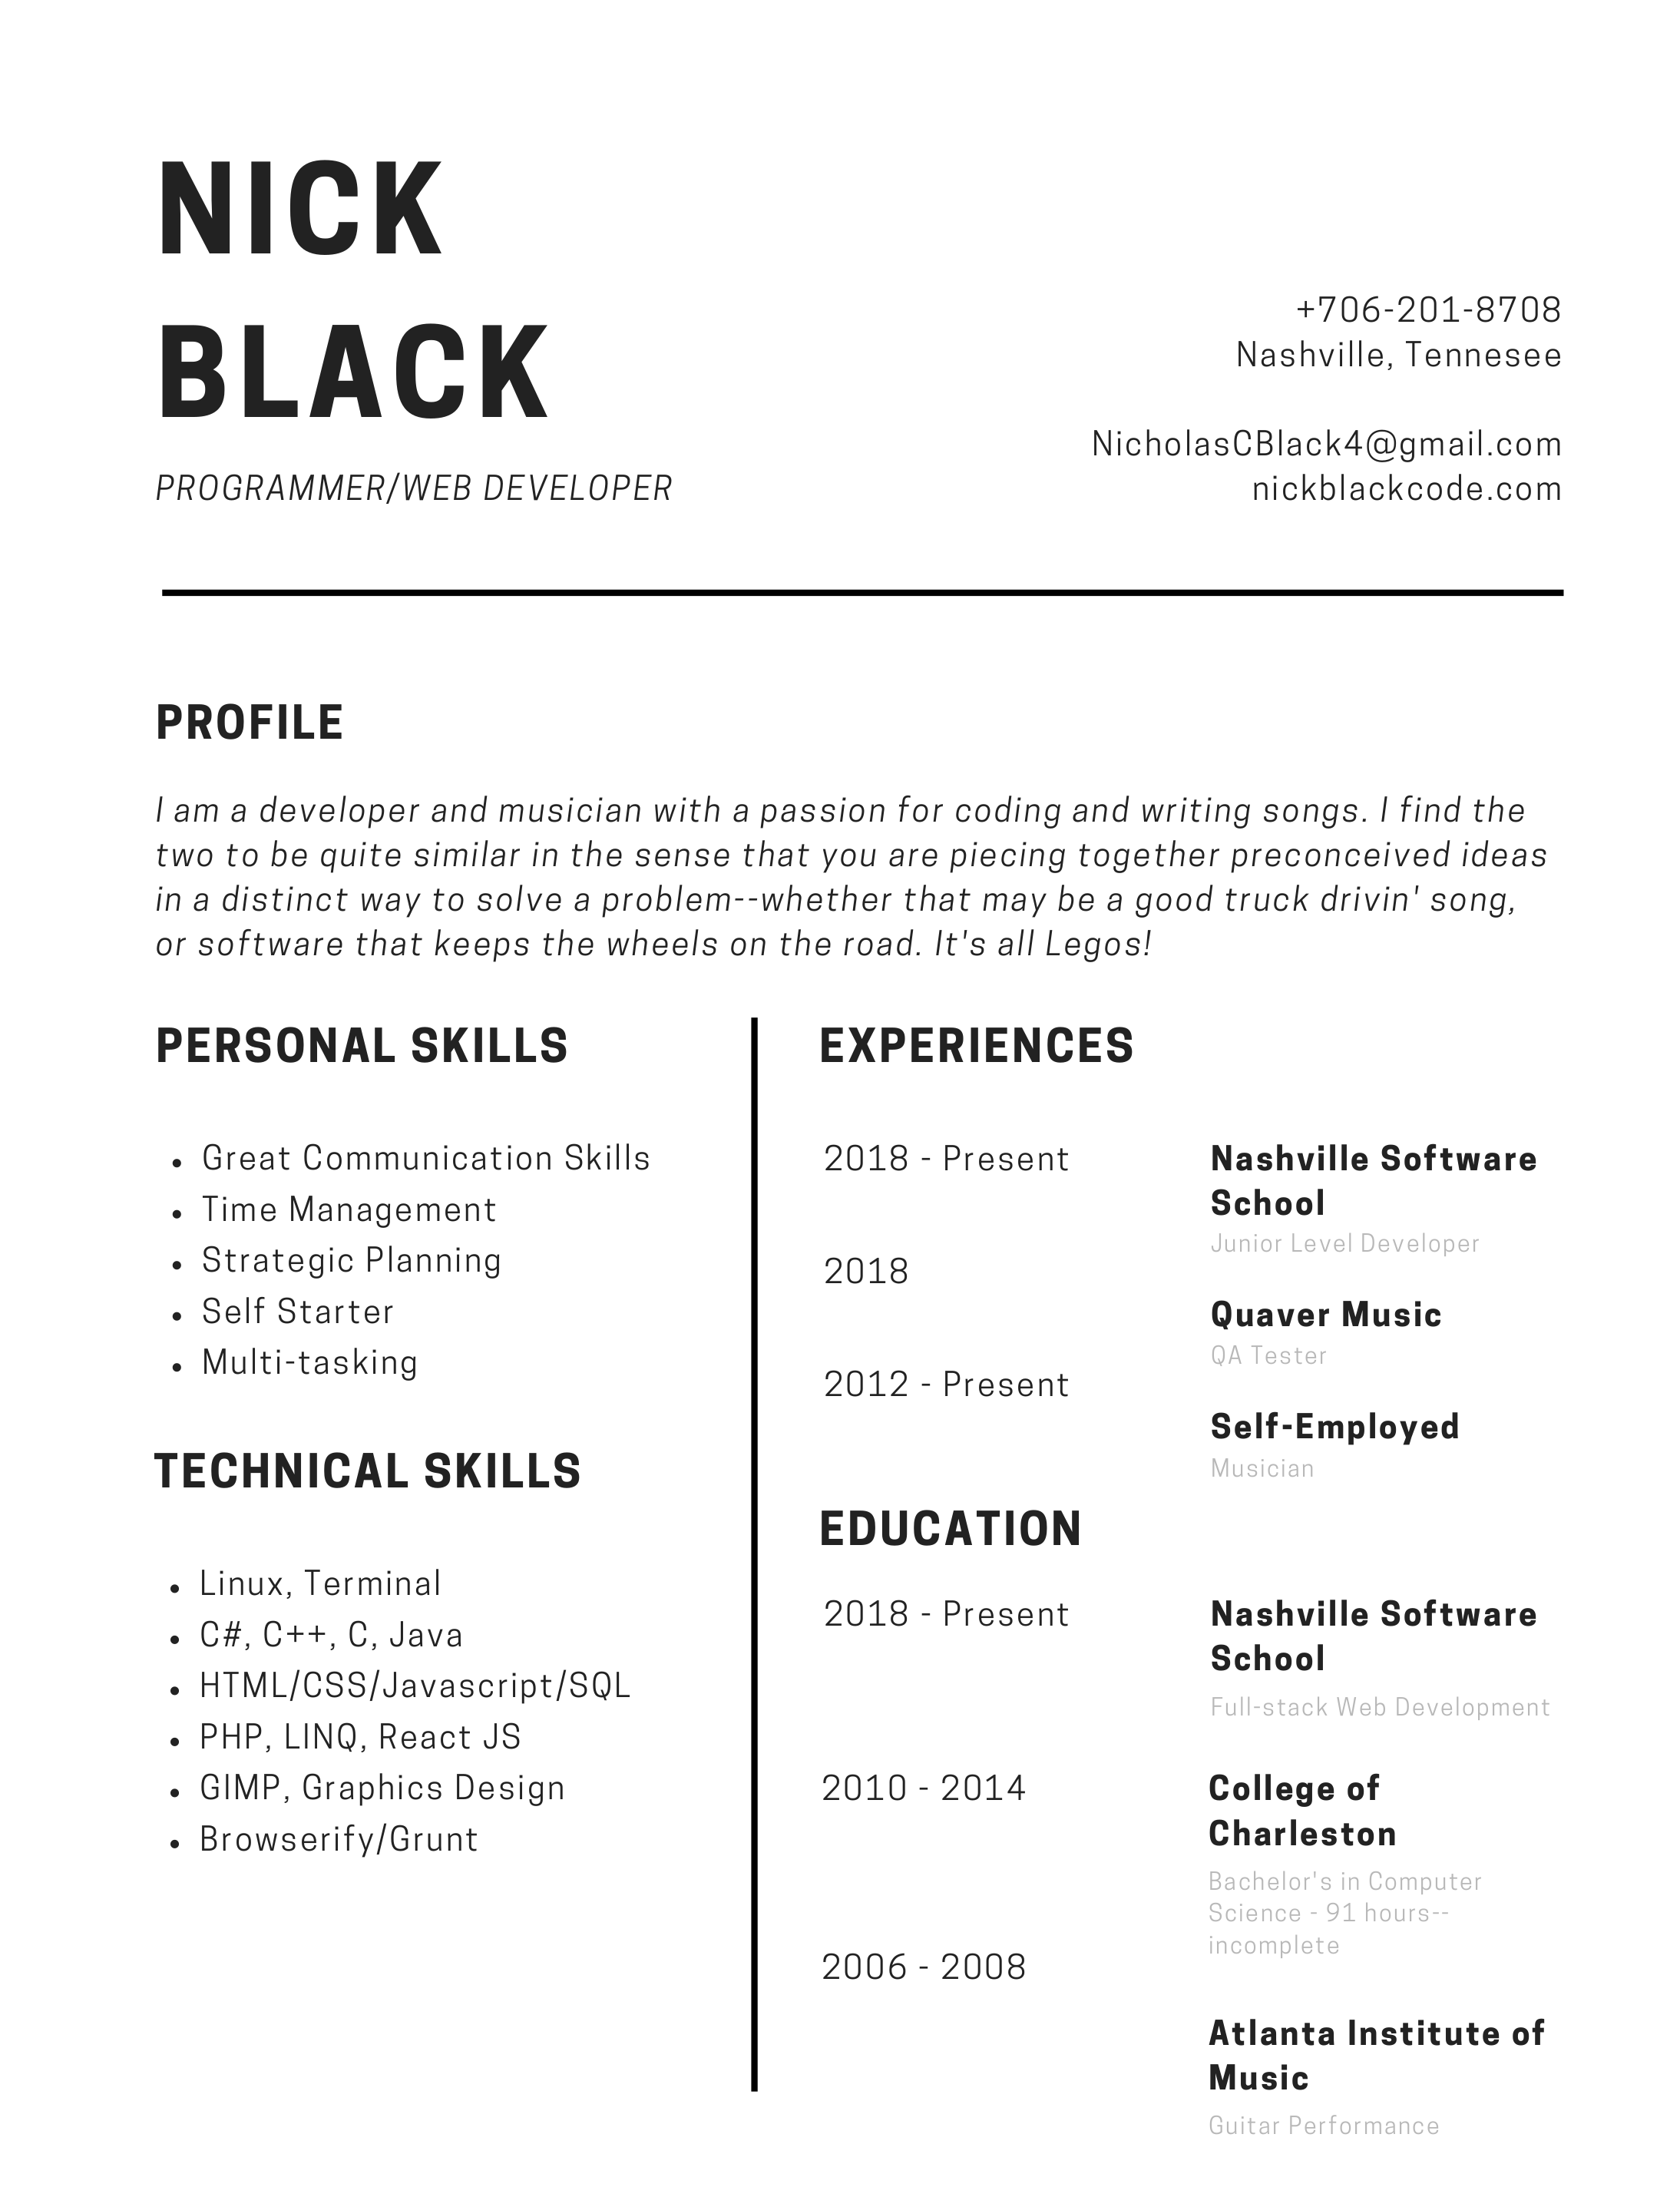 NICK
BLACK
PROGRAMMER/WEB DEVELOPER
+706-201-8708
Nashville, Tennesee
NicholasCBlack4@gmail.com
nickblackcode.com
PROFILE
I am a developer and musician with a passion for coding and writing songs. I find the
two to be quite similar in the sense that you are piecing together preconceived ideas
in a distinct way to solve a problem--whether that may be a good truck drivin' song,
or software that keeps the wheels on the road. It's all Legos!
PERSONAL SKILLS
• Great Communication Skills
• Time Management
• Strategic Planning
• Self Starter
• Multi-tasking
TECHNICAL SKILLS
• Linux, Terminal
• C#, C++, C, Java
• HTML/CSS/Javascript/SQL
• PHP, LINQ, React JS
• GIMP, Graphics Design
• Browserify/Grunt
EXPERIENCES
2018 - Present
Nashville Software
School
Junior Level Developer
2018
Quaver Music
QA Tester
2012 - Present
Self-Employed
Musician
EDUCATION
2018 - Present
Nashville Software
School
Full-stack Web Development
2010 - 2014
College of
Charleston
Bachelor's in Computer
Science - 91 hours--
incomplete
2006 - 2008
Atlanta Institute of
Music
Guitar Performance